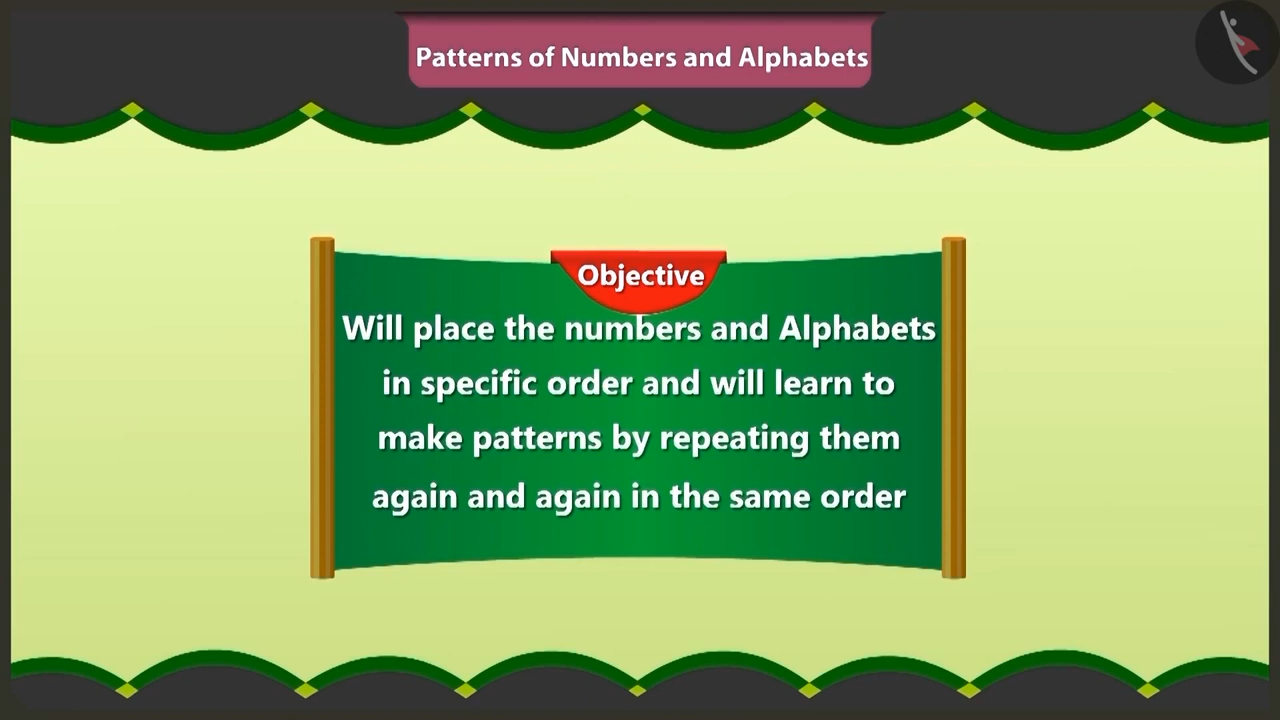 Patterns of Numbers and Alphabets
Objective
Will place the numbers and Alphabets
in specific order and will learn to
make patterns by repeating them
again and again in the same order